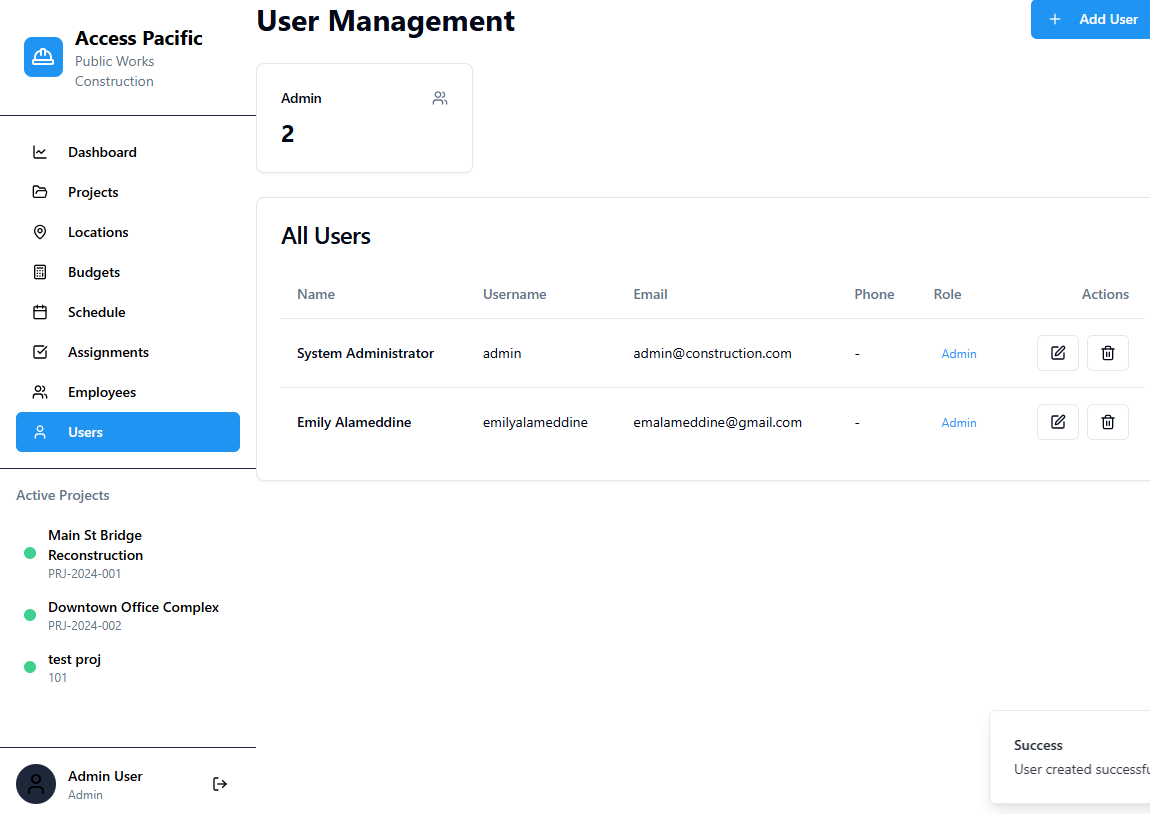 Access Pacific
Public Works
Construction
Dashboard
Projects
Locations
Budgets
Schedule
Assignments
Employees
Users
Active Projects
Main St Bridge
Reconstruction
PRJ-2024-001
Downtown Office Complex
PRJ-2024-002
test proj
101
Admin User
Admin
User Management
Add User
Admin
2
All Users
Name Username Email Phone Role Actions
System Administrator admin admin@construction.com - Admin
Emily Alameddine emilyalameddine emalameddine@gmail.com - Admin
Success
User created successfu